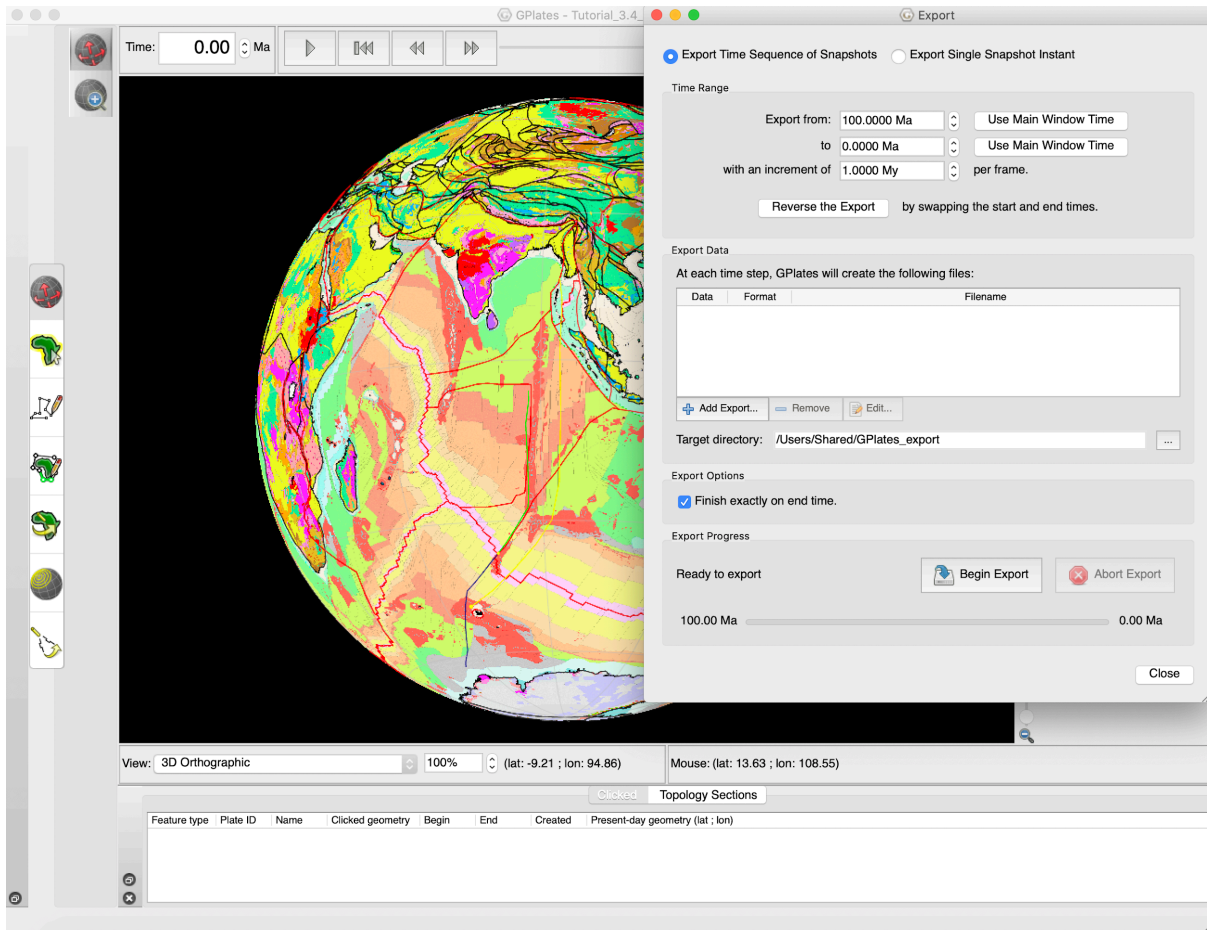 GPlates - Tutorial_3.4_
Export
Time: 0.00 Ma
Export Time Sequence of Snapshots Export Single Snapshot Instant
Time Range
Export from: 100.0000 Ma Use Main Window Time
to 0.0000 Ma Use Main Window Time
with an increment of 1.0000 My per frame.
Reverse the Export by swapping the start and end times.
Export Data
At each time step, GPlates will create the following files:
Data Format Filename
Add Export... Remove Edit...
Target directory: /Users/Shared/GPlates_export ...
Export Options
Finish exactly on end time.
Export Progress
Ready to export Begin Export Abort Export
100.00 Ma 0.00 Ma
Close
View: 3D Orthographic 100% (lat: -9.21 ; lon: 94.86) Mouse: (lat: 13.63 ; lon: 108.55)
Clicked Topology Sections
Feature type Plate ID Name Clicked geometry Begin End Created Present-day geometry (lat ; lon)